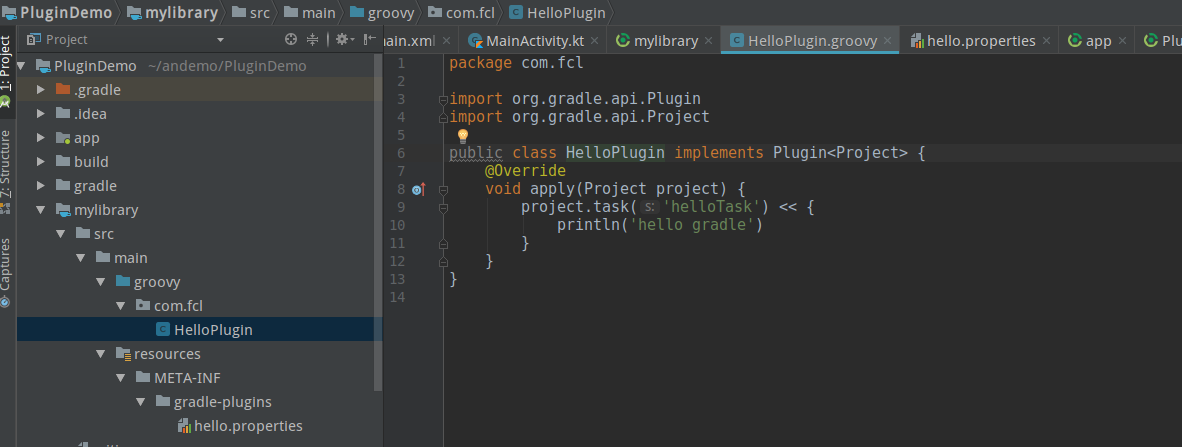 PluginDemo mylibrary src main groovy com.fcl HelloPlugin
Project
ain.xml MainActivity.kt mylibrary HelloPlugin.groovy hello.properties app Plu
1: Project
7: Structure
Captures
PluginDemo ~/andemo/PluginDemo
.gradle
.idea
app
build
gradle
mylibrary
src
main
groovy
com.fcl
HelloPlugin
resources
META-INF
gradle-plugins
hello.properties
1 package com.fcl
2
3 import org.gradle.api.Plugin
4 import org.gradle.api.Project
5
6 public class HelloPlugin implements Plugin<Project> {
7 @Override
8 void apply(Project project) {
9 project.task( s: 'helloTask') << {
10 println('hello gradle')
11 }
12 }
13 }
14